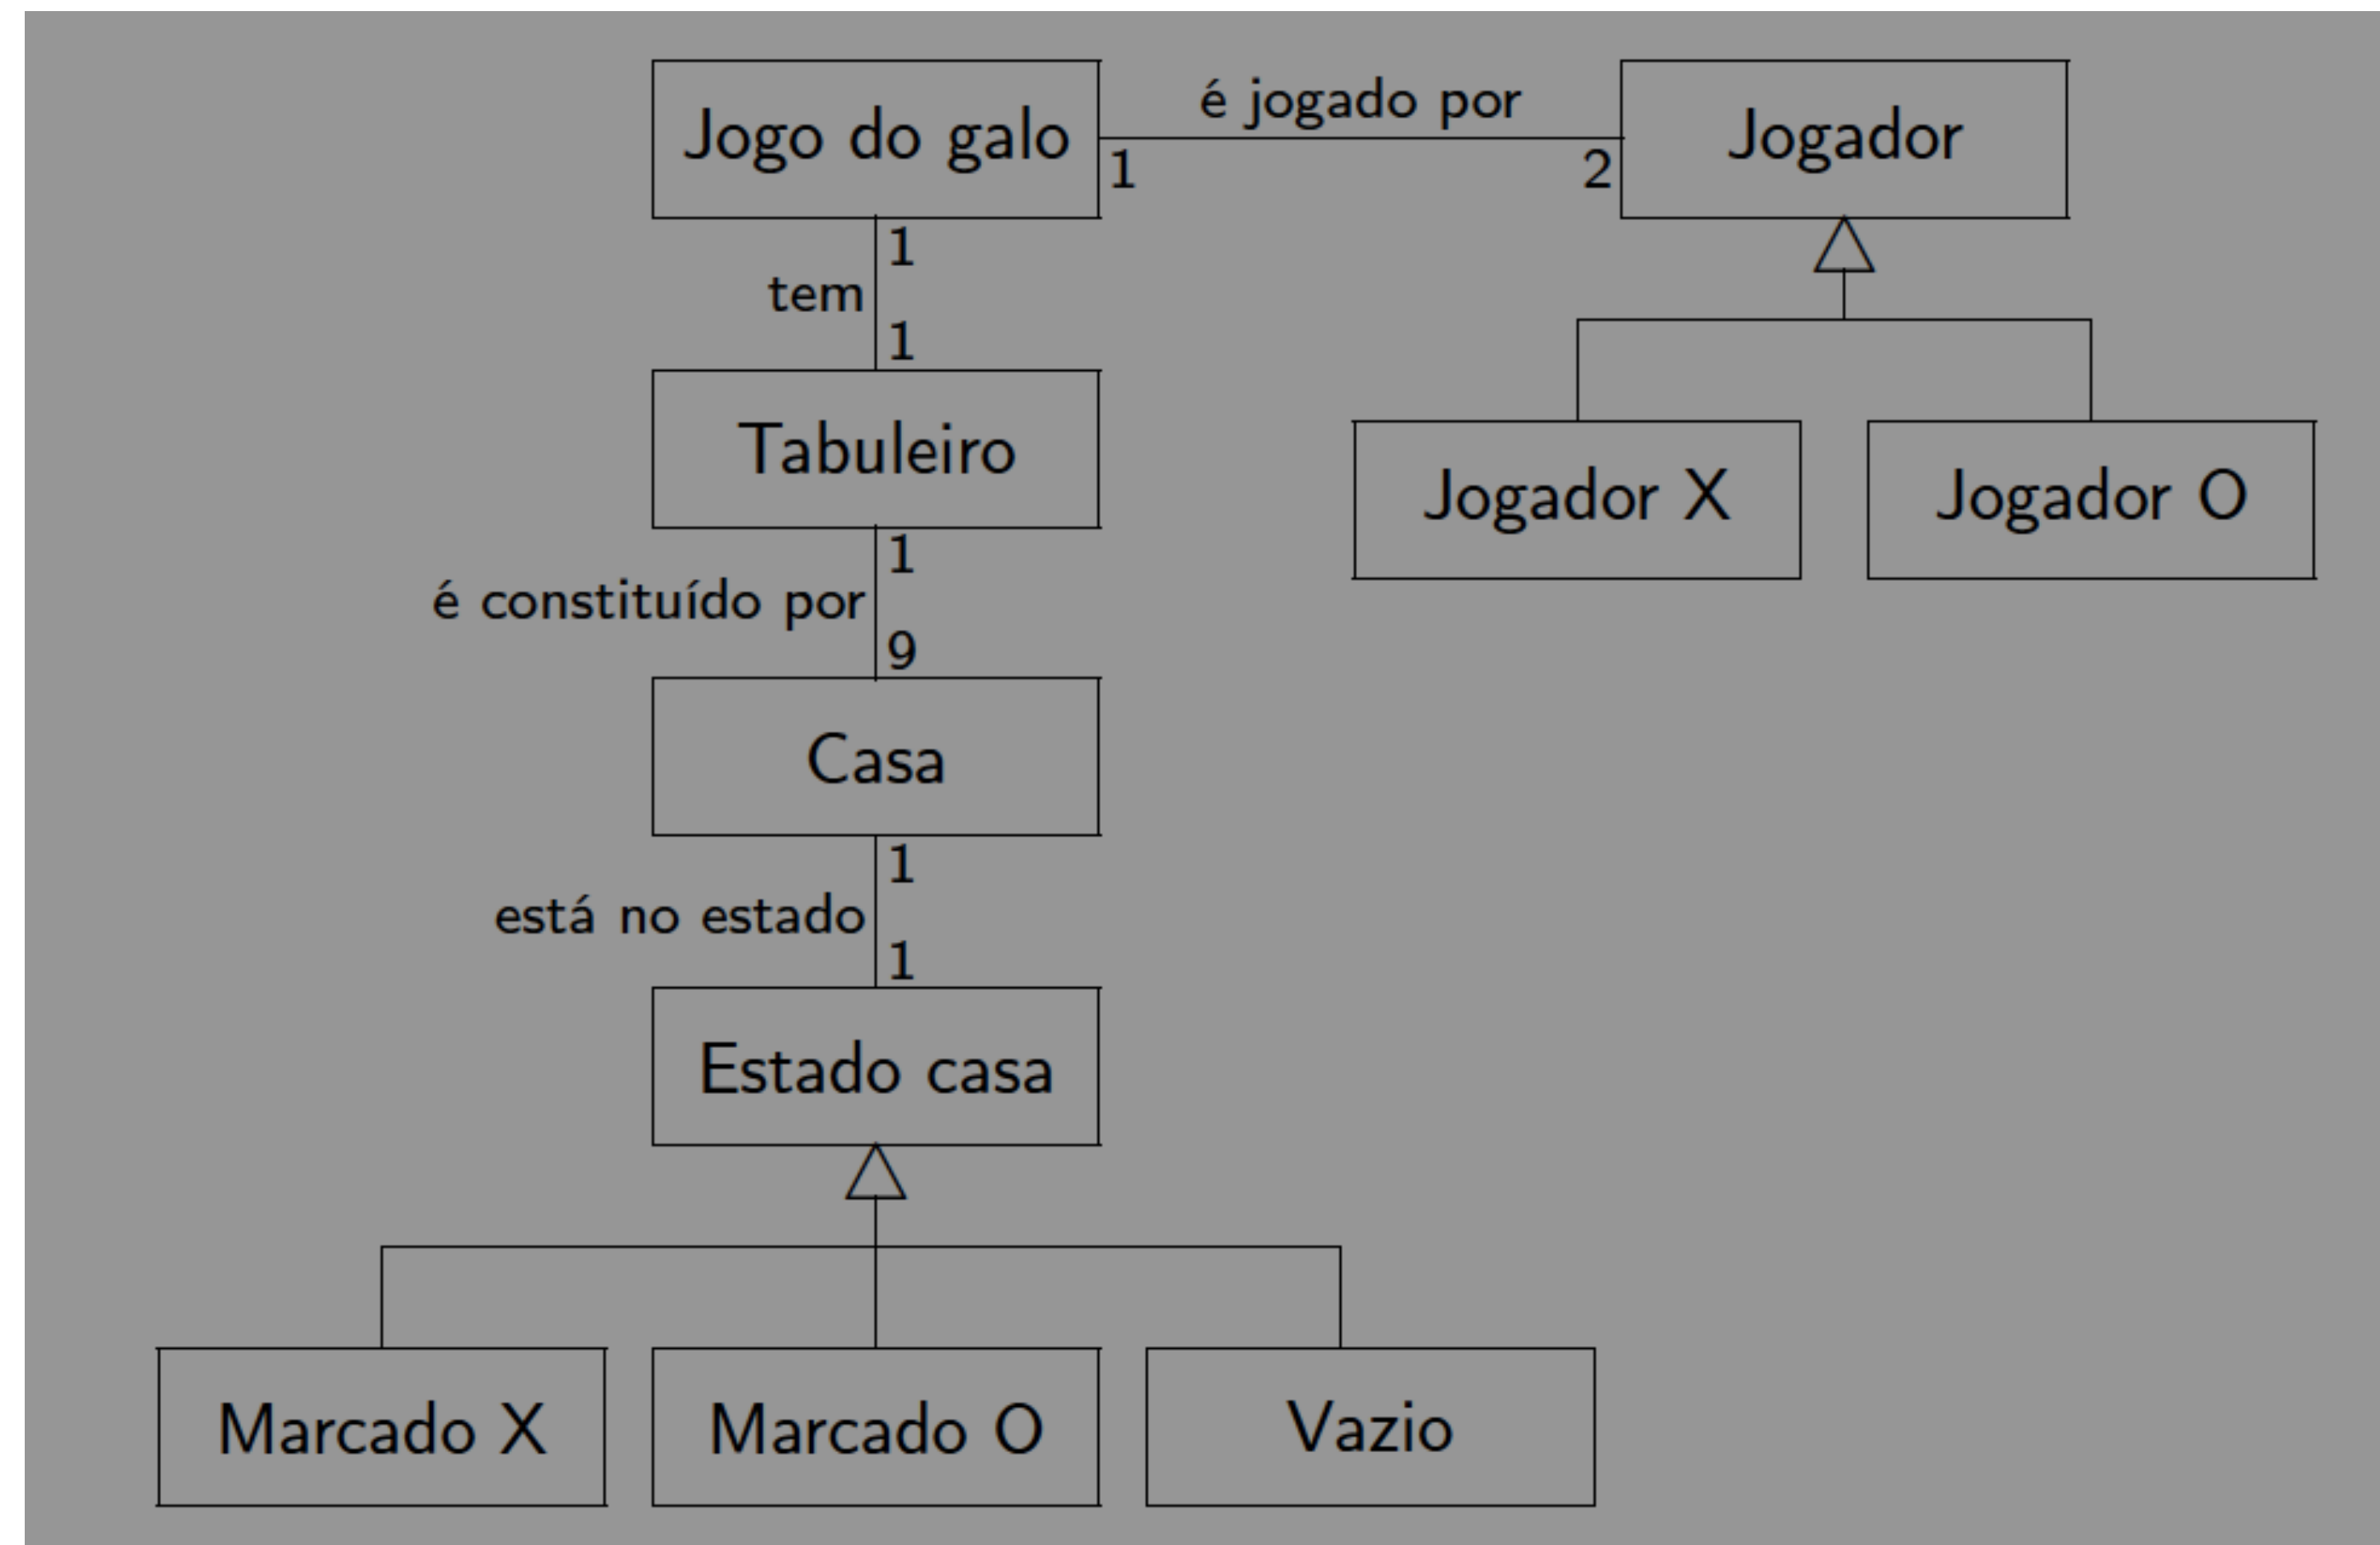 Jogo do galo
é jogado por
Jogador
1
2
1
tem
1
Tabuleiro
Jogador X
Jogador O
1
é constituído por
9
Casa
1
está no estado
1
Estado casa
Marcado X
Marcado O
Vazio